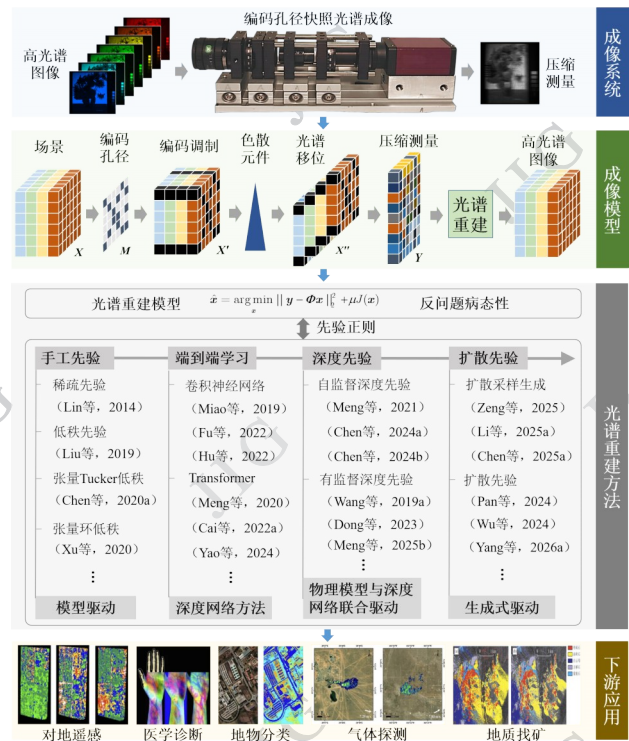 编码孔径快照光谱成像
高光谱
图像
压缩
测量
成像系统
场景
编码
孔径
编码调制
色散
元件
光谱
移位
压缩测量
高光谱
图像
光谱
重建
X
M
X′
X″
Y
成像模型
光谱重建模型
x̂ = arg min ‖ y − Φx ‖₂² + μJ(x)
x
反问题病态性
先验正则
手工先验
稀疏先验
（Lin等，2014）
低秩先验
（Liu等，2019）
张量Tucker低秩
（Chen等，2020a）
张量环低秩
（Xu等，2020）
⋮
模型驱动
端到端学习
卷积神经网络
（Miao等，2019）
（Fu等，2022）
（Hu等，2022）
Transformer
（Meng等，2020）
（Cai等，2022a）
（Yao等，2024）
⋮
深度网络方法
深度先验
自监督深度先验
（Meng等，2021）
（Chen等，2024a）
（Chen等，2024b）
有监督深度先验
（Wang等，2019a）
（Dong等，2023）
（Meng等，2025b）
⋮
物理模型与深度
网络联合驱动
扩散先验
扩散采样生成
（Zeng等，2025）
（Li等，2025a）
（Chen等，2025a）
扩散先验
（Pan等，2024）
（Wu等，2024）
（Yang等，2026a）
⋮
生成式驱动
光谱重建方法
对地遥感
医学诊断
地物分类
气体探测
地质找矿
下游应用
JIG
JIG
JIG
JIG